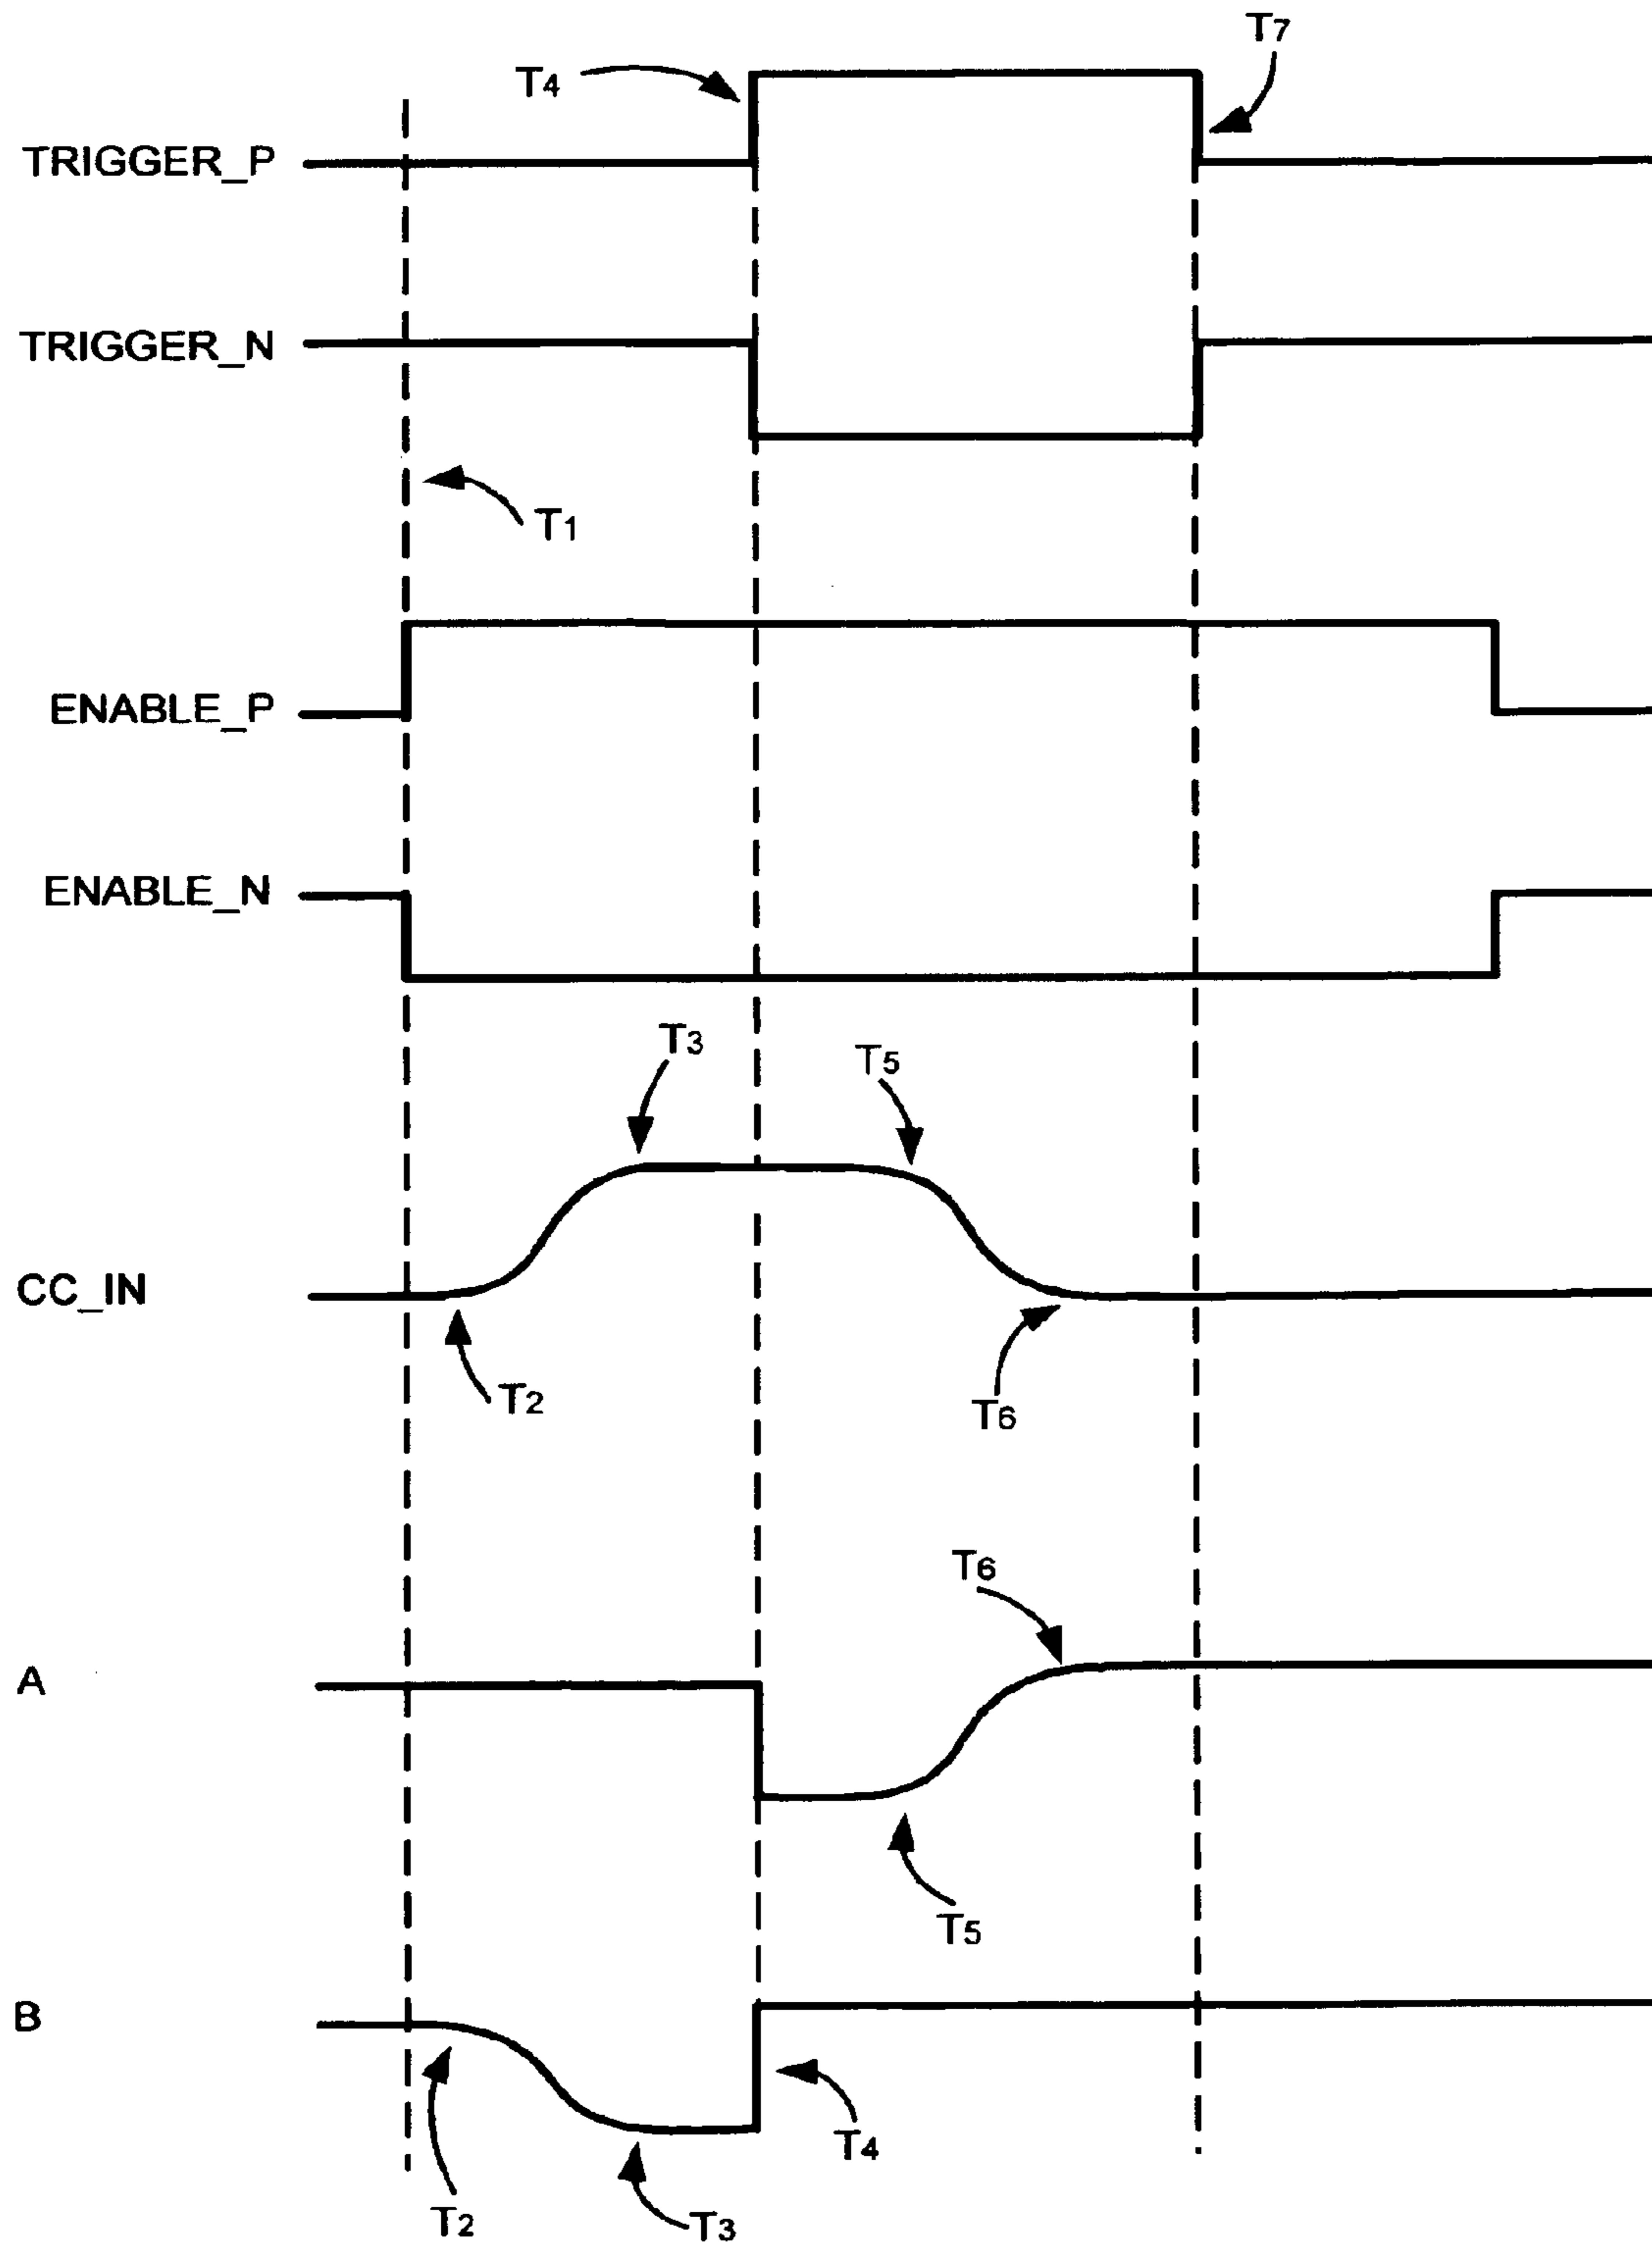 T7
T4
TRIGGER_P
TRIGGER_N
T1
ENABLE_P
ENABLE_N
T3
T5
CC_IN
T2
T6
T6
A
T5
B
T4
T2
T3